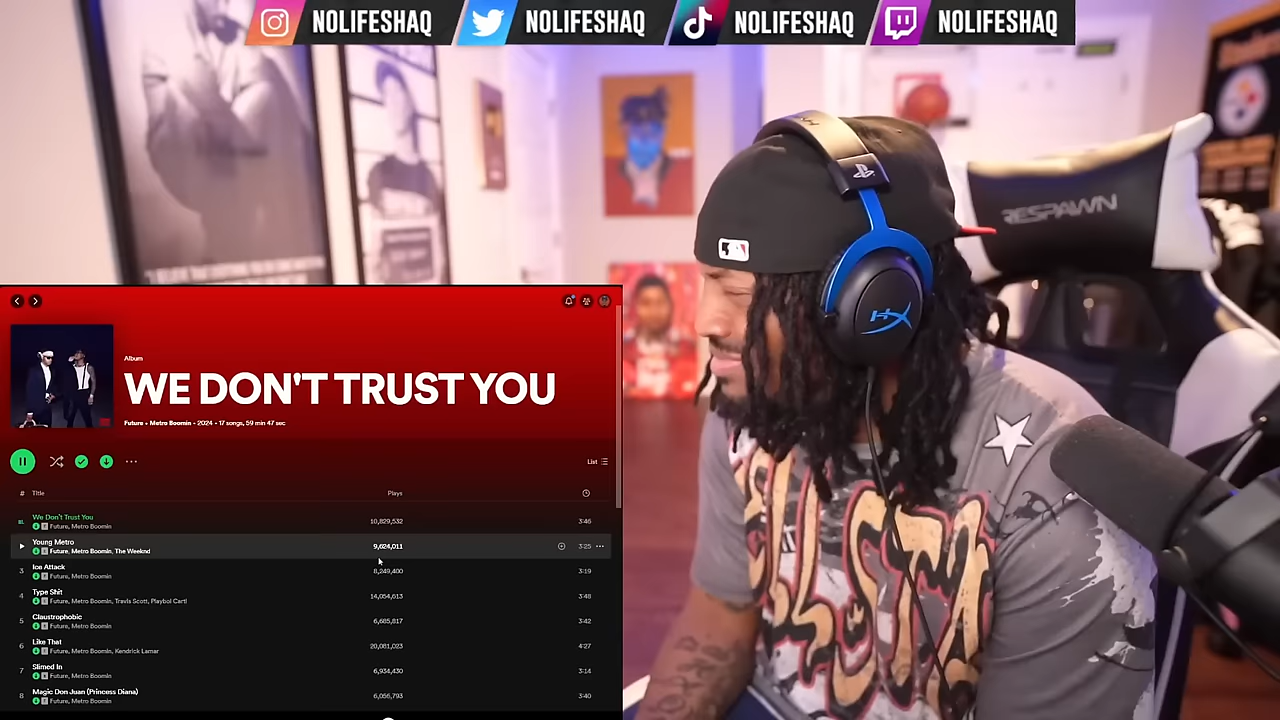 NOLIFESHAQ NOLIFESHAQ NOLIFESHAQ NOLIFESHAQ
RESPAWN
HX
Album
WE DON'T TRUST YOU
Future • Metro Boomin • 2024 • 17 songs, 59 min 47 sec
List
# Title Plays
We Don't Trust You 10,829,532 3:46
E Future, Metro Boomin
Young Metro 9,624,011 3:25
E Future, Metro Boomin, The Weeknd
3 Ice Attack 8,249,400 3:19
E Future, Metro Boomin
4 Type Shit 14,054,613 3:48
E Future, Metro Boomin, Travis Scott, Playboi Carti
5 Claustrophobic 6,685,817 3:42
E Future, Metro Boomin
6 Like That 20,081,023 4:27
E Future, Metro Boomin, Kendrick Lamar
7 Slimed In 6,934,430 3:14
E Future, Metro Boomin
8 Magic Don Juan (Princess Diana) 6,056,793 3:40
E Future, Metro Boomin